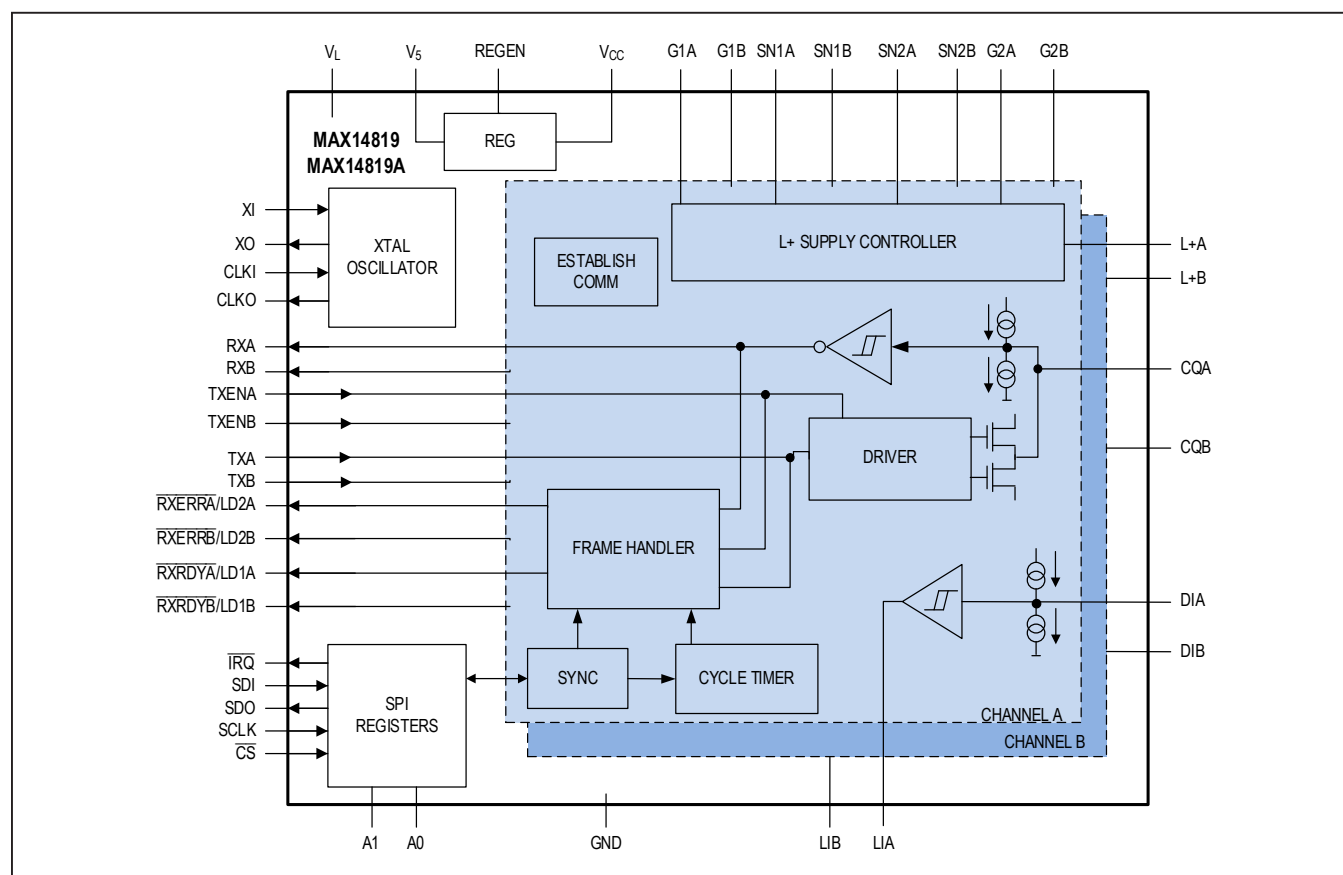 VL V5 REGEN VCC G1A G1B SN1A SN1B SN2A SN2B G2A G2B
MAX14819
MAX14819A
REG
XI
XO
CLKI
CLKO
XTAL
OSCILLATOR
ESTABLISH
COMM
L+ SUPPLY CONTROLLER
L+A
L+B
RXA
RXB
TXENA
TXENB
TXA
TXB
RXERRA/LD2A
RXERRB/LD2B
RXRDYA/LD1A
RXRDYB/LD1B
DRIVER
FRAME HANDLER
CQA
CQB
DIA
DIB
IRQ
SDI
SDO
SCLK
CS
SPI
REGISTERS
SYNC
CYCLE TIMER
CHANNEL A
CHANNEL B
A1 A0 GND LIB LIA